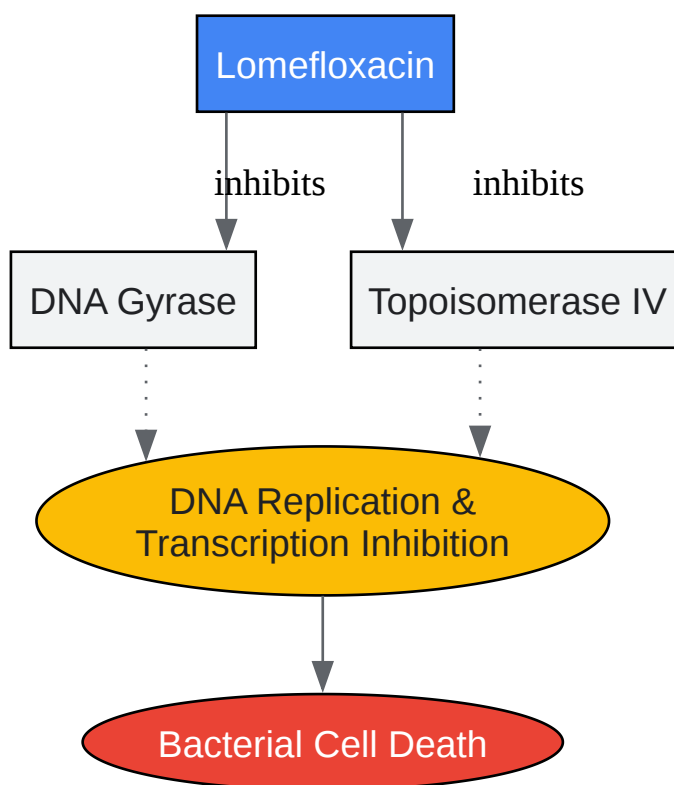 Lomefloxacin
inhibits
inhibits
DNA Gyrase
Topoisomerase IV
DNA Replication &
Transcription Inhibition
Bacterial Cell Death